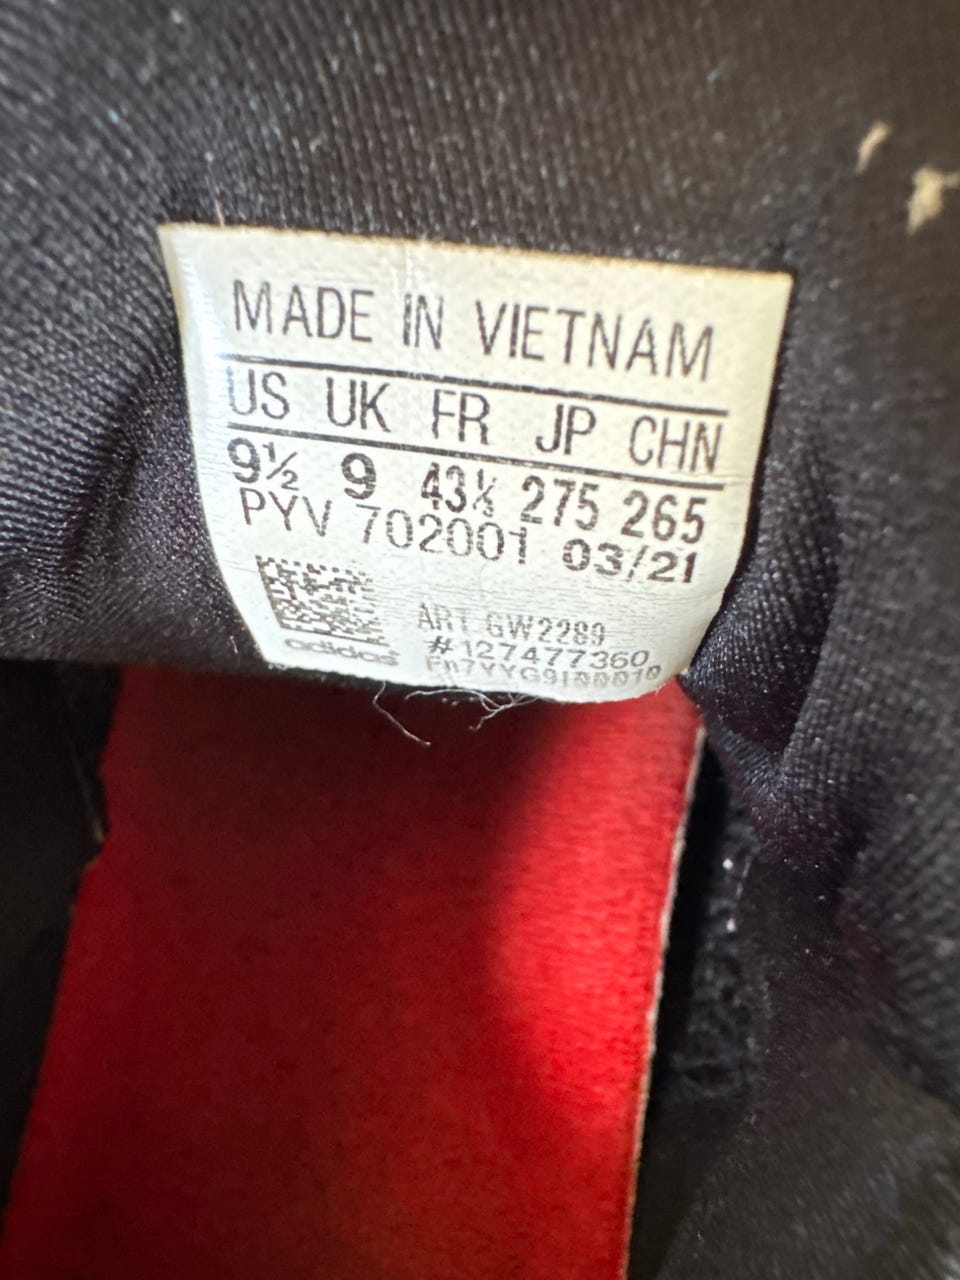 MADE IN VIETNAM
US UK FR JP CHN
9½ 9 43⅓ 275 265
PYV 702001 03/21
ART GW2289
adidas #127477360